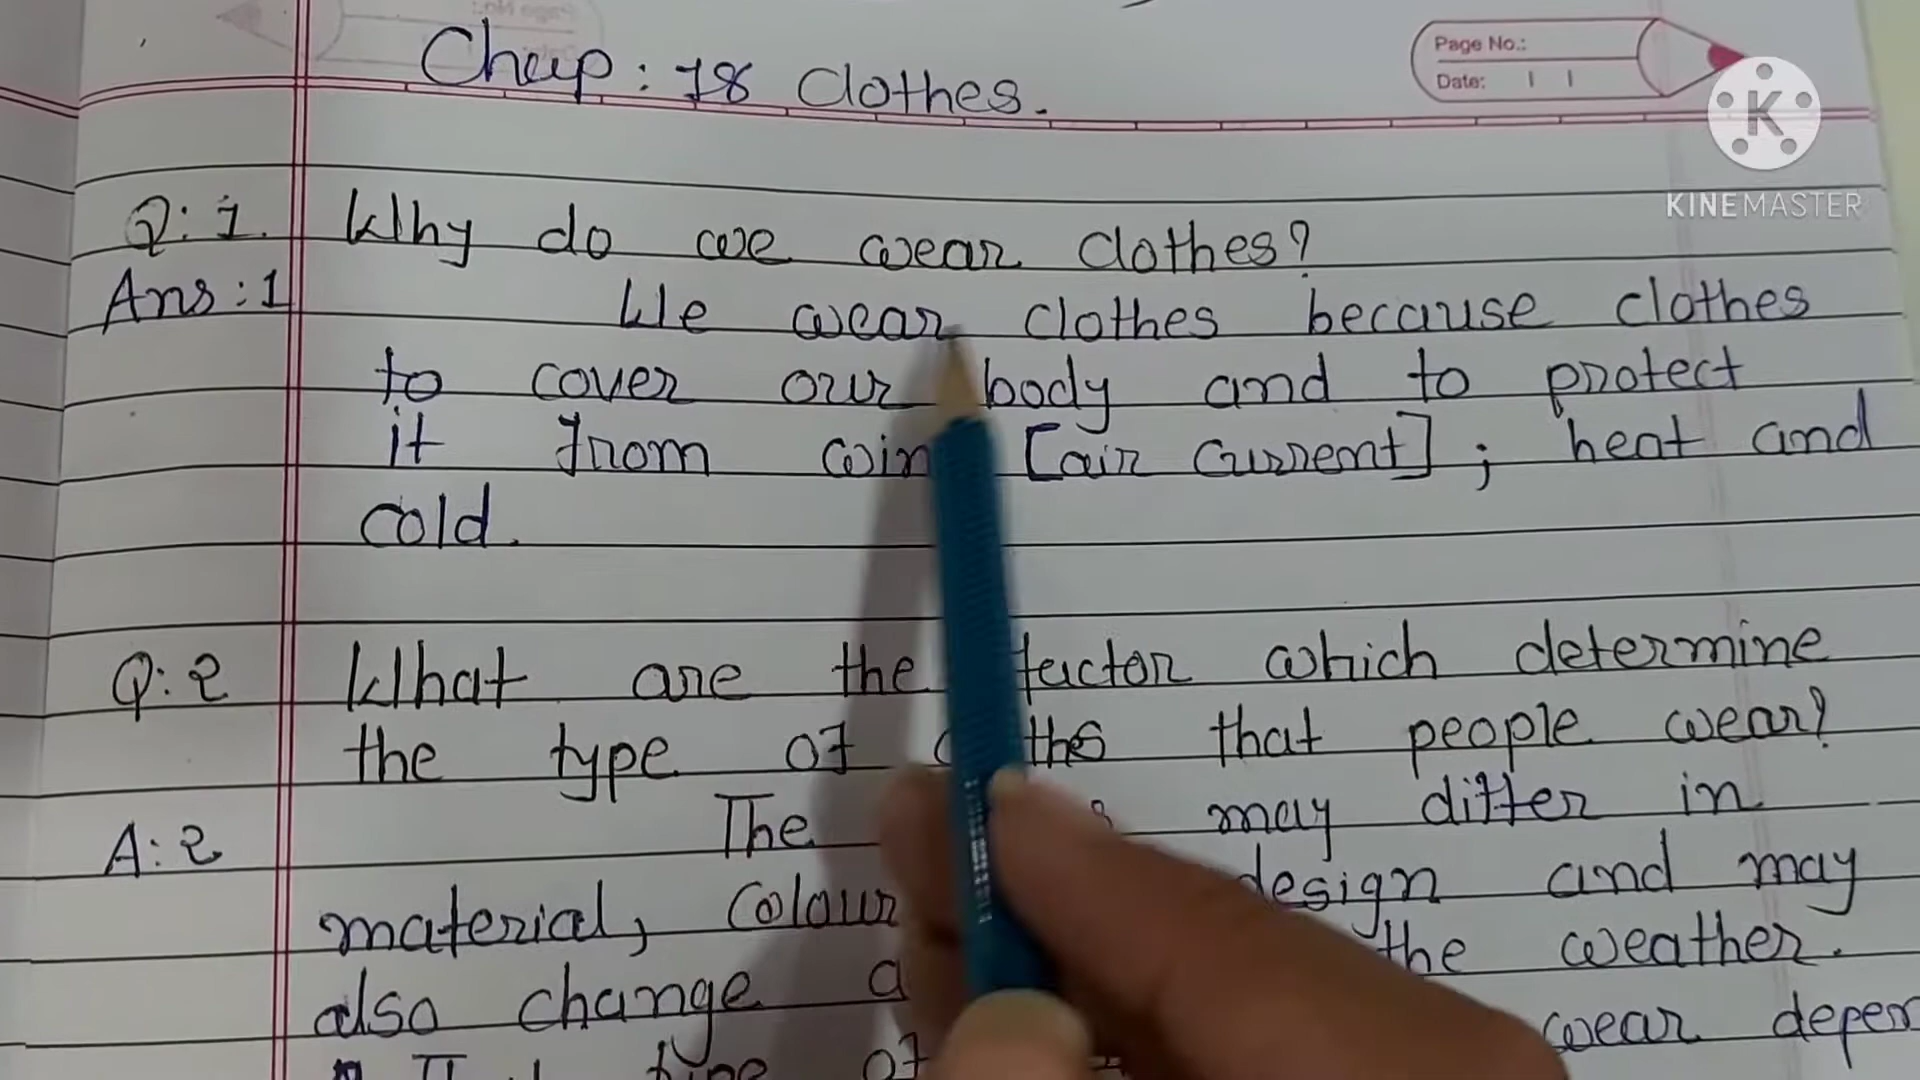 Page No.:
Date:
Chap: 18 Clothes.
K
KINEMASTER
Q: 1. Why do we wear clothes?
Ans: 1 We wear clothes because clothes
to cover our body and to protect
it from [air current]; heat and
cold.
Q: 2 What are the factor which determine
the type of that people wear?
A: 2 The may differ in
material, colour design and may
also change the weather.
type of wear